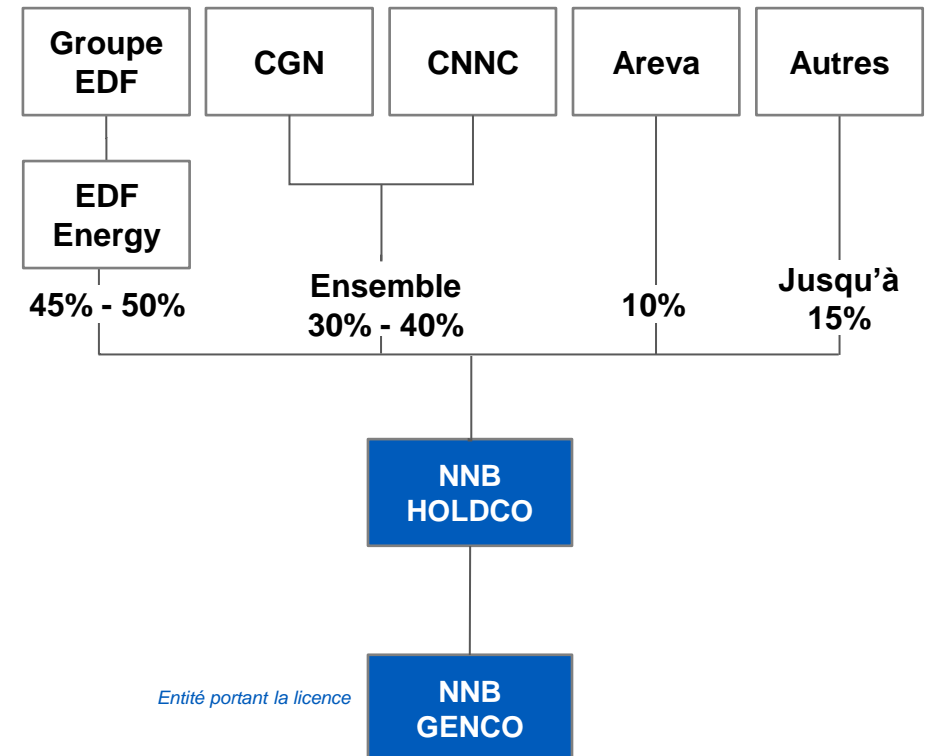 Groupe
EDF
CGN
CNNC
Areva
Autres
EDF
Energy
45% - 50%
Ensemble
30% - 40%
10%
Jusqu’à
15%
NNB
HOLDCO
Entité portant la licence
NNB
GENCO